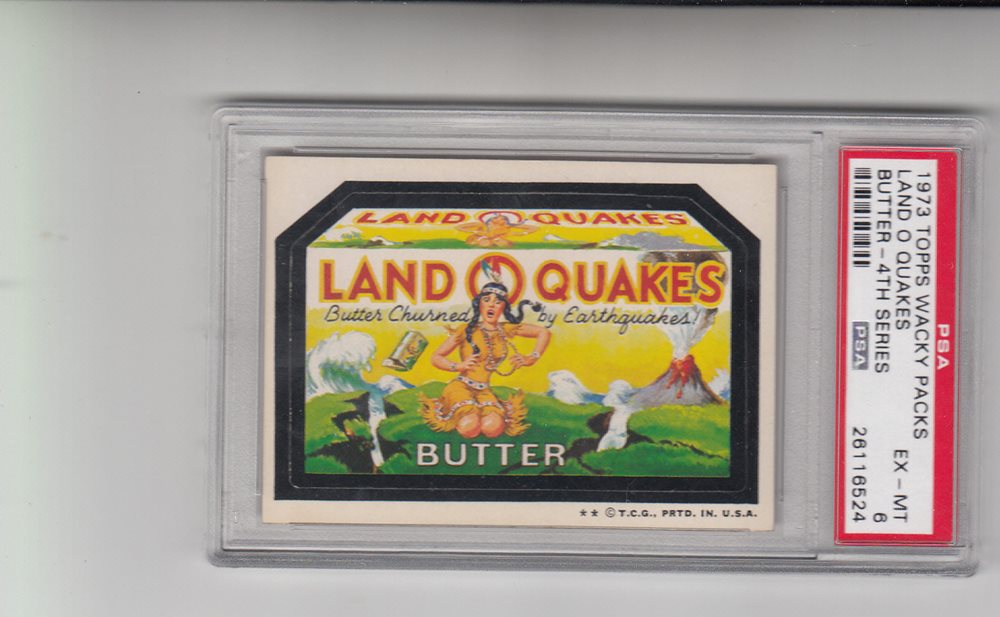 LAND O QUAKES
LAND O QUAKES
Butter Churned by Earthquakes!
BUTTER
** © T.C.G., PRTD. IN U.S.A.
PSA
1973 TOPPS WACKY PACKS EX-MT
LAND O QUAKES 6
BUTTER-4TH SERIES PSA 26116524